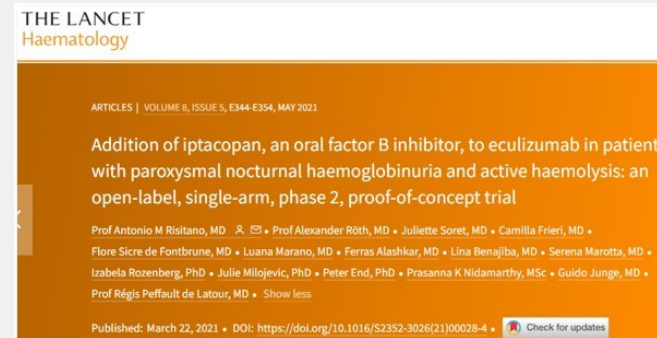 THE LANCET
Haematology
ARTICLES | VOLUME 8, ISSUE 5, E344-E354, MAY 2021
Addition of iptacopan, an oral factor B inhibitor, to eculizumab in patient
with paroxysmal nocturnal haemoglobinuria and active haemolysis: an
open-label, single-arm, phase 2, proof-of-concept trial
Prof Antonio M Risitano, MD • Prof Alexander Röth, MD • Juliette Soret, MD • Camilla Frieri, MD •
Flore Sicre de Fontbrune, MD • Luana Marano, MD • Ferras Alashkar, MD • Lina Benajiba, MD • Serena Marotta, MD •
Izabela Rozenberg, PhD • Julie Milojevic, PhD • Peter End, PhD • Prasanna K Nidamarthy, MSc • Guido Junge, MD •
Prof Régis Peffault de Latour, MD • Show less
Published: March 22, 2021 • DOI: https://doi.org/10.1016/S2352-3026(21)00028-4 • Check for updates